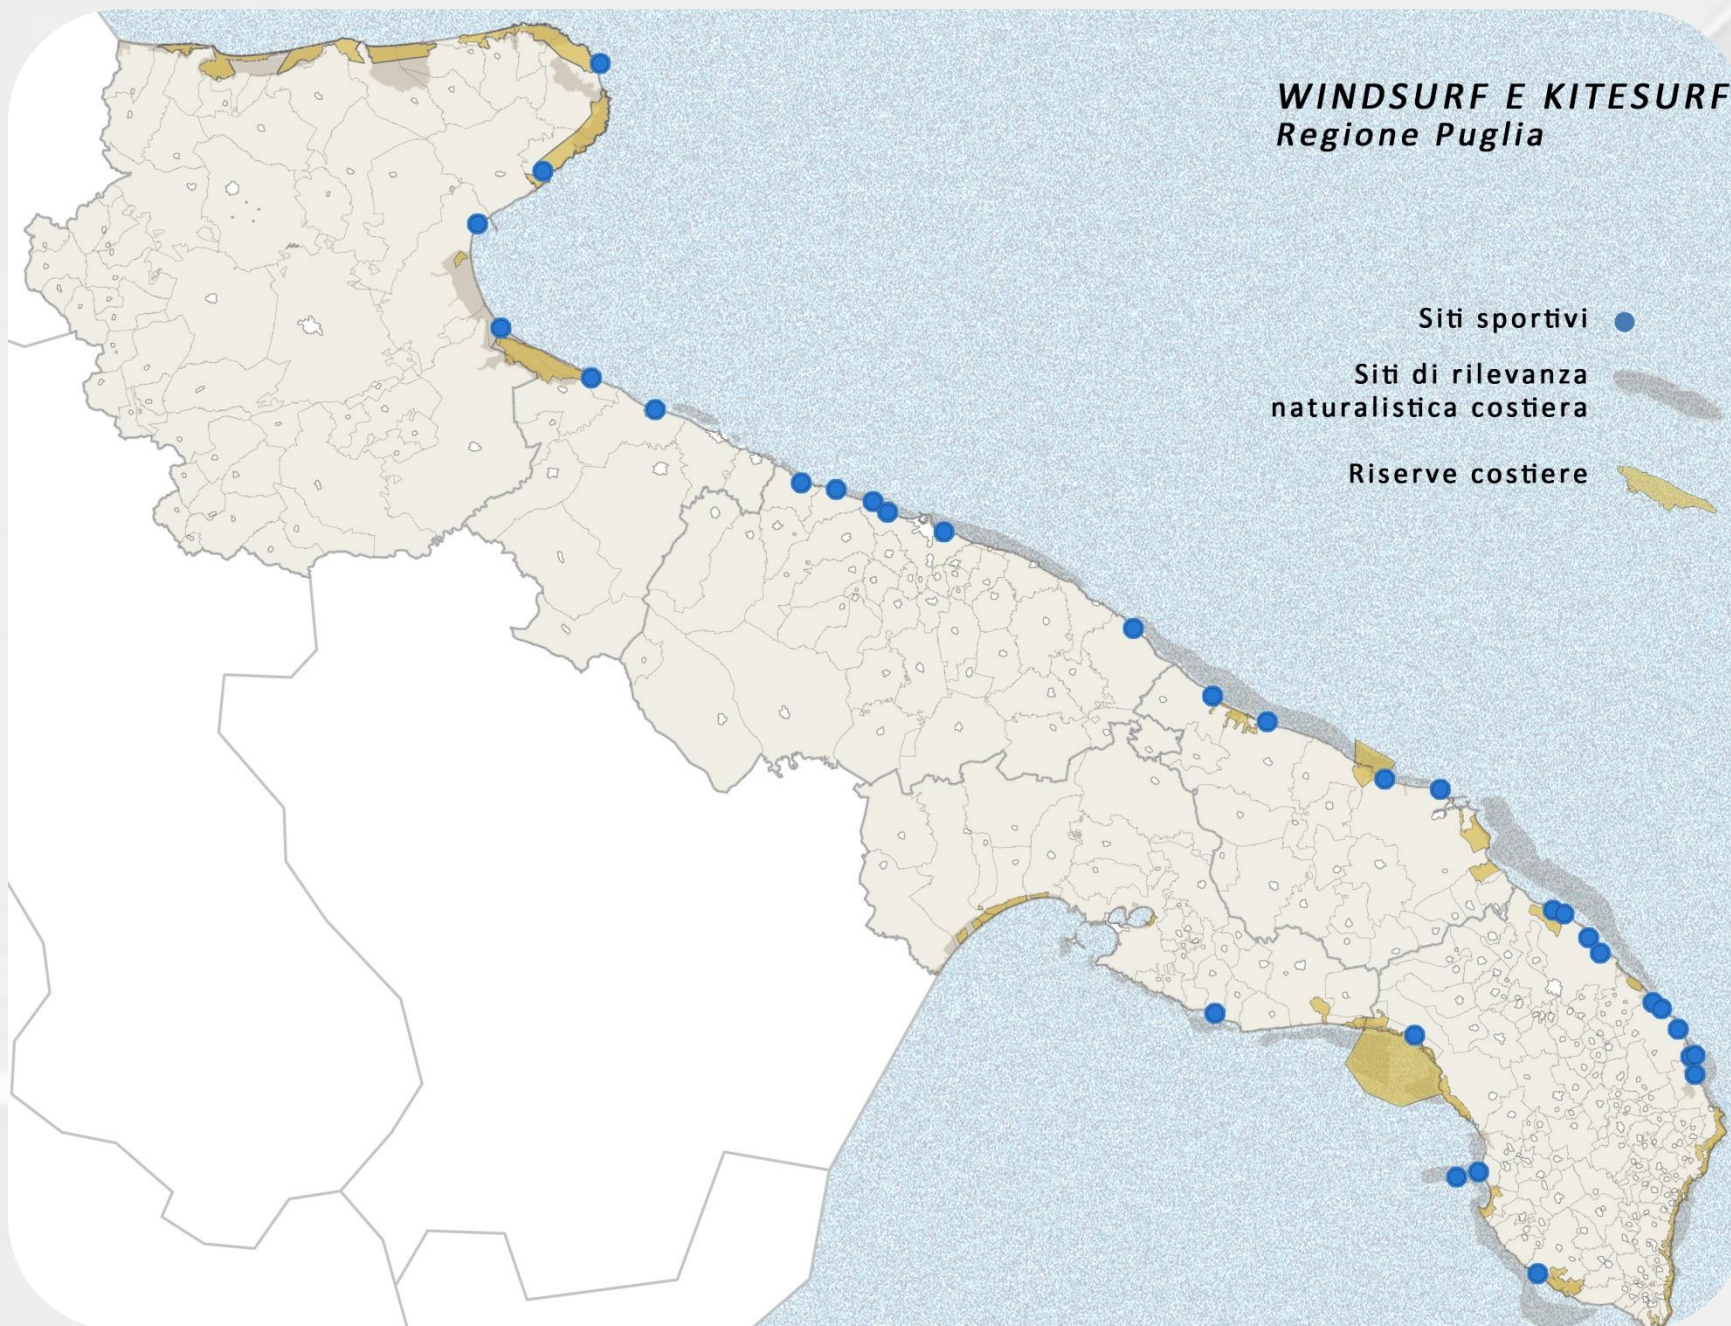 WINDSURF E KITESURF
Regione Puglia
Siti sportivi
Siti di rilevanza
naturalistica costiera
Riserve costiere